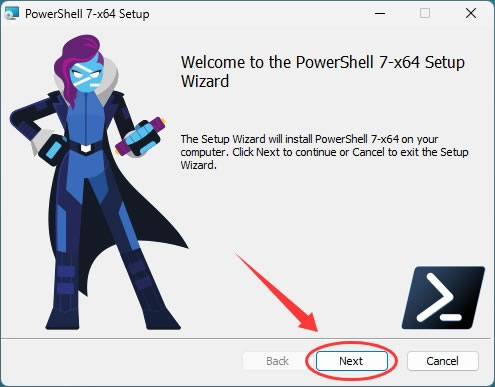 PowerShell 7-x64 Setup
Welcome to the PowerShell 7-x64 Setup
Wizard
The Setup Wizard will install PowerShell 7-x64 on your
computer. Click Next to continue or Cancel to exit the Setup
Wizard.
Back
Next
Cancel